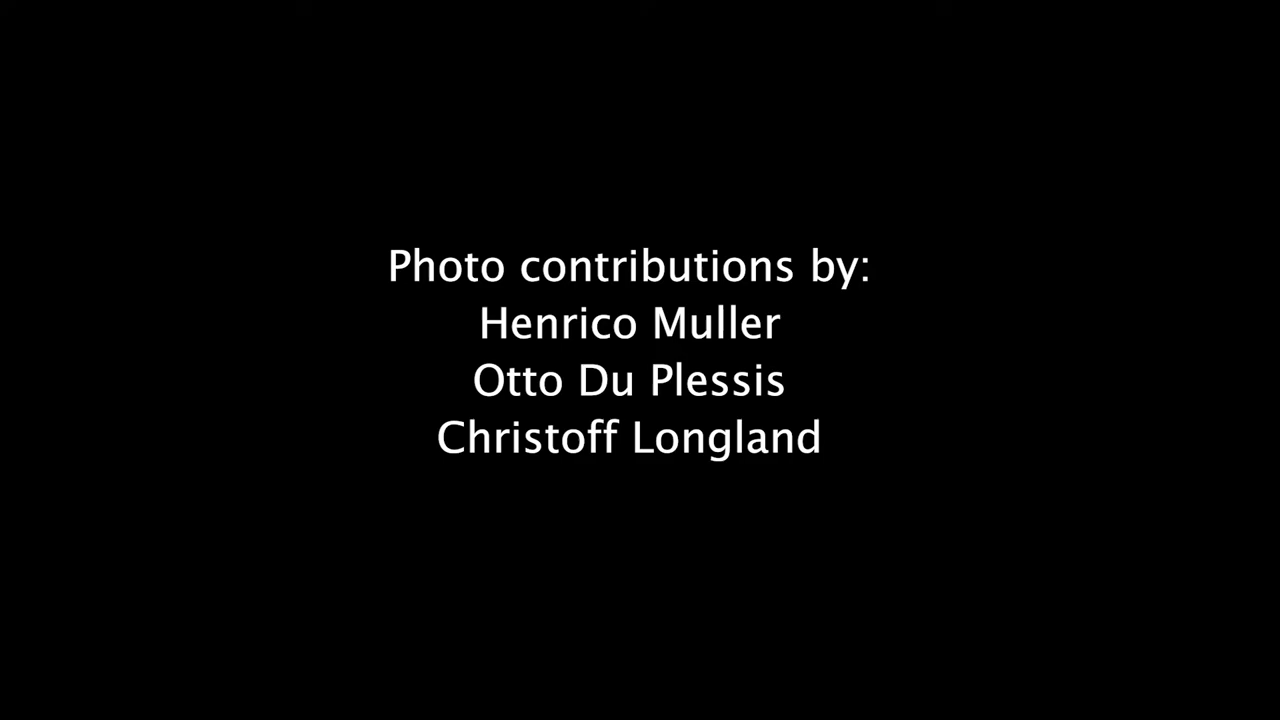 Photo contributions by:
Henrico Muller
Otto Du Plessis
Christoff Longland